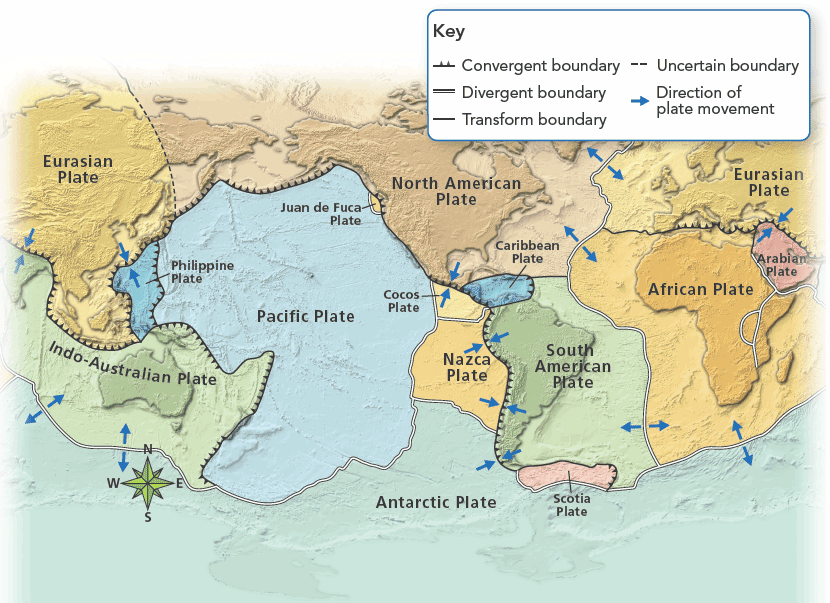 Key
Convergent boundary
Uncertain boundary
Divergent boundary
Direction of
plate movement
Transform boundary
Eurasian
Plate
North American
Plate
Eurasian
Plate
Juan de Fuca
Plate
Caribbean
Plate
Arabian
Plate
Philippine
Plate
African Plate
Cocos
Plate
Pacific Plate
Indo-Australian Plate
Nazca
Plate
South
American
Plate
N
W
E
S
Antarctic Plate
Scotia
Plate